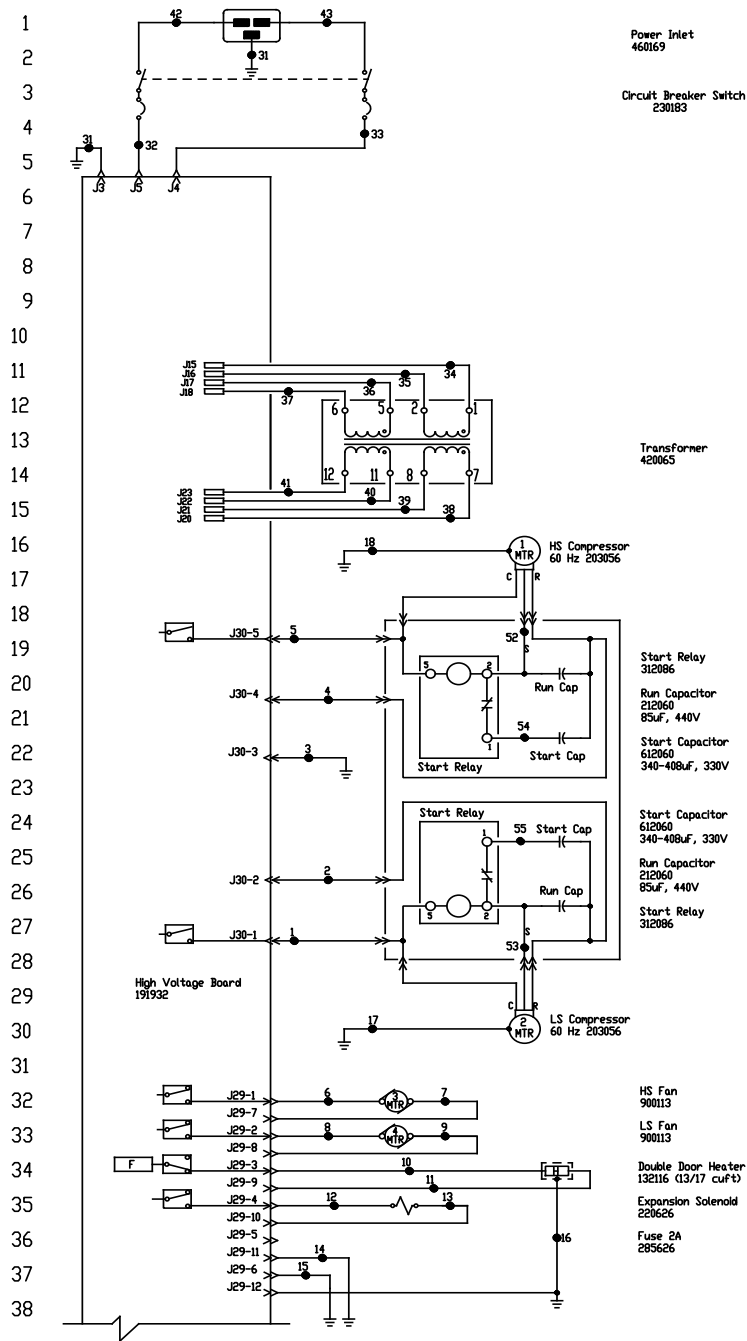 1 42 43
Power Inlet
460169
2 31
3
Circuit Breaker Switch
230183
4 31 32 33
5
J3 J5 J4
6
7
8
9
10
11
J15 34
J16 35
J17 36
J18 37
12
6 5 2 1
13
Transformer
420065
14
12 11 8 7
J23 41
J22 40
15
J21 39
J20 38
16
18
1
MTR
HS Compressor
60 Hz 203056
17
C R
18
J30-5 5 52
S
19
5 2
Start Relay
312086
20
Run Cap
J30-4 4
Run Capacitor
212060
85uF, 440V
21
54
1
Start Cap
Start Relay
Start Capacitor
612060
340-408uF, 330V
22
J30-3 3
23
24
Start Relay
1
55 Start Cap
Start Capacitor
612060
340-408uF, 330V
25
J30-2 2
Run Capacitor
212060
85uF, 440V
26
Run Cap
5 2
Start Relay
312086
27
J30-1 1
S
53
28
High Voltage Board
191932
29
C R
17
2
MTR
LS Compressor
60 Hz 203056
30
31
32
J29-1 6 3 7
MTR
HS Fan
900113
J29-7
33
J29-2 8 4 9
MTR
LS Fan
900113
J29-8
34
F
J29-3 10
Double Door Heater
132116 (13/17 cuft)
J29-9 11
35
J29-4 12 13
Expansion Solenoid
220626
J29-10
36
J29-5
16
Fuse 2A
285626
J29-11 14
37
J29-6 15
J29-12
38